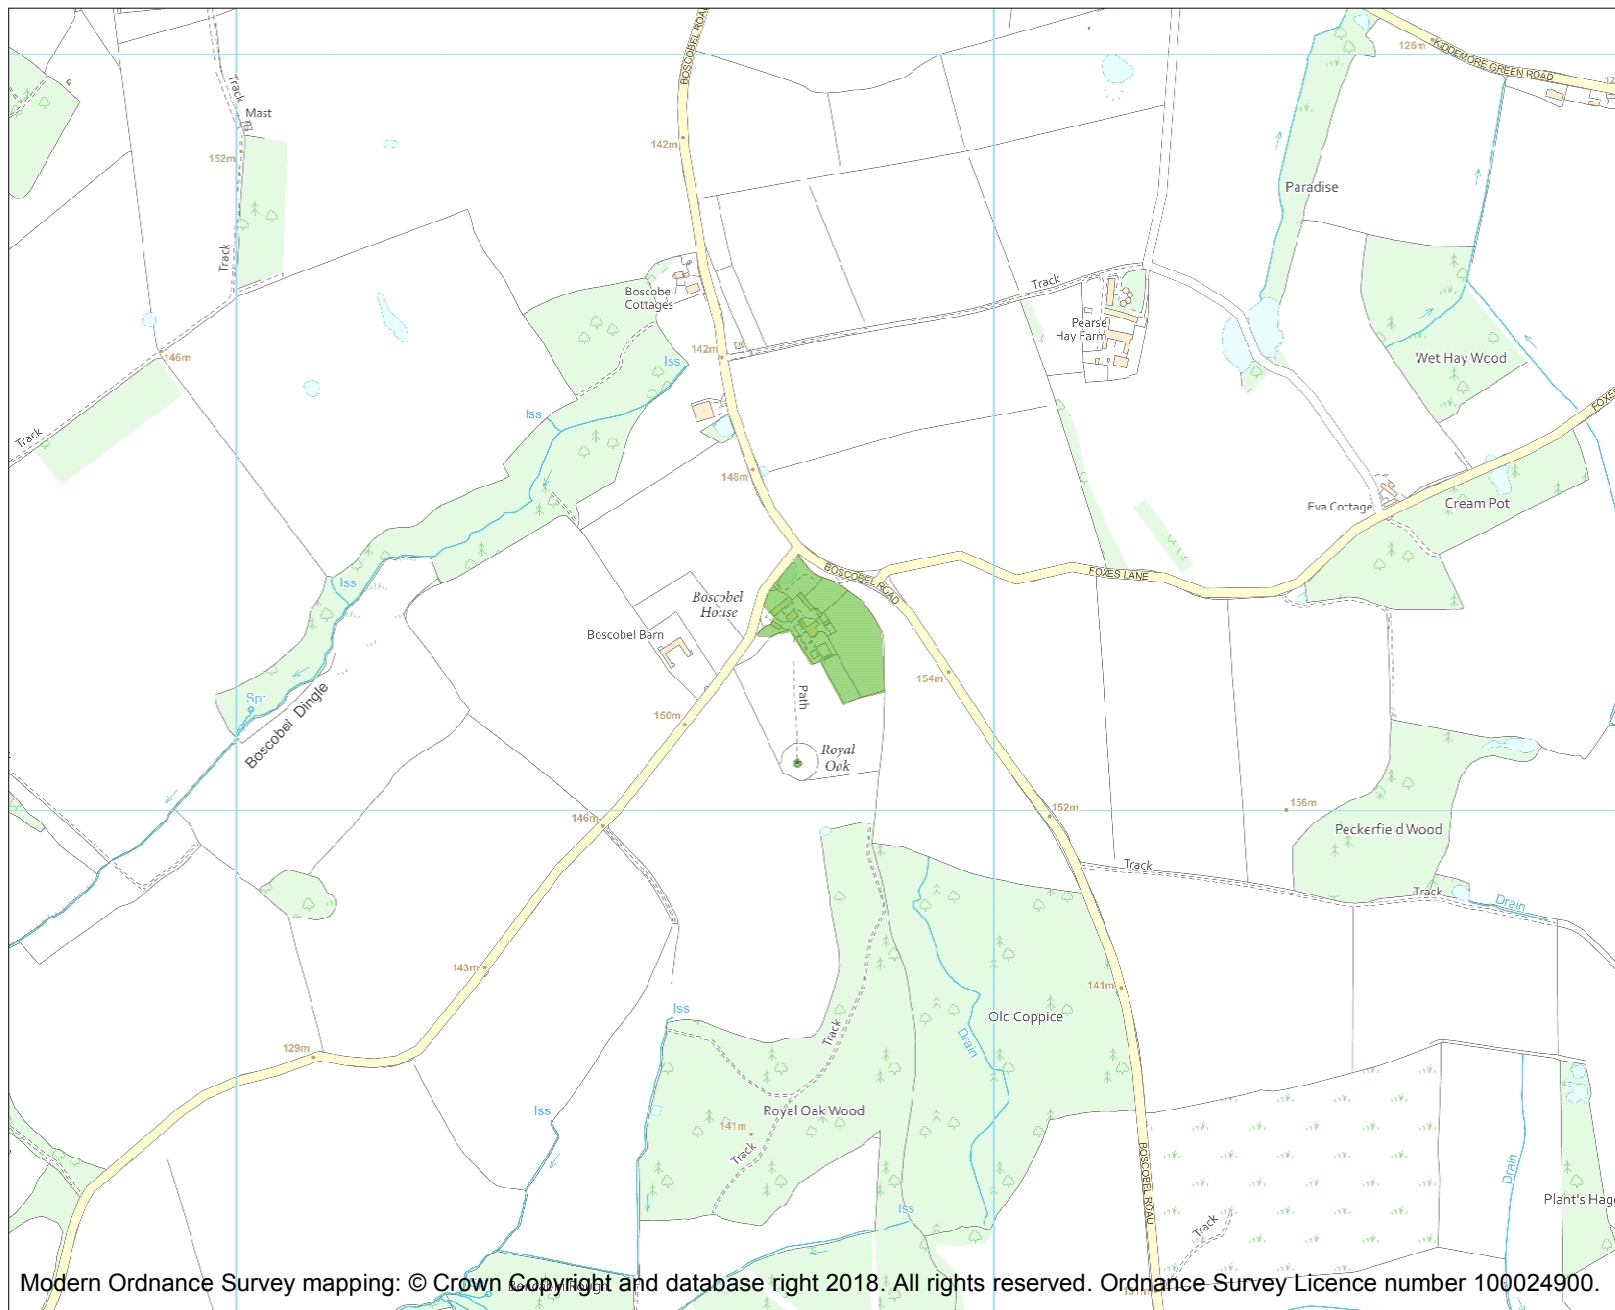 BOSCOBEL ROAD
126m
KIDDEMORE GREEN ROAD
Track
Mast
142m
152m
Paradise
Track
Track
Boscobel
Cottages
Pearse
Hay Farm
142m
146m
Iss
Wet Hay Wood
Iss
FOXES
Track
148m
Eva Cottage
Cream Pot
BOSCOBEL ROAD
FOXES LANE
Iss
Boscobel
House
Boscobel Barn
154m
Path
Spr
150m
Boscobel Dingle
Royal
Oak
152m
156m
146m
Peckerfield Wood
Track
Track
Drain
143m
141m
Iss
Old Coppice
Track
Drain
129m
Iss
Royal Oak Wood
141m
Track
BOSCOBEL ROAD
Drain
Plant's Hag
Iss
Track
Modern Ordnance Survey mapping: © Crown Copyright and database right 2018. All rights reserved. Ordnance Survey Licence number 100024900.